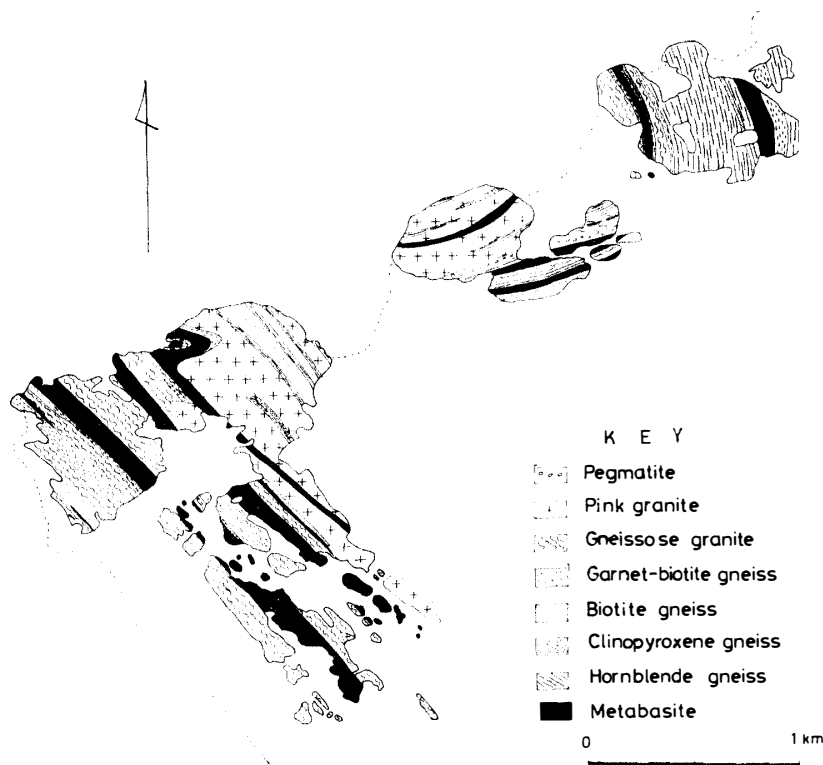 K E Y
Pegmatite
Pink granite
Gneissose granite
Garnet-biotite gneiss
Biotite gneiss
Clinopyroxene gneiss
Hornblende gneiss
Metabasite
0 1 km